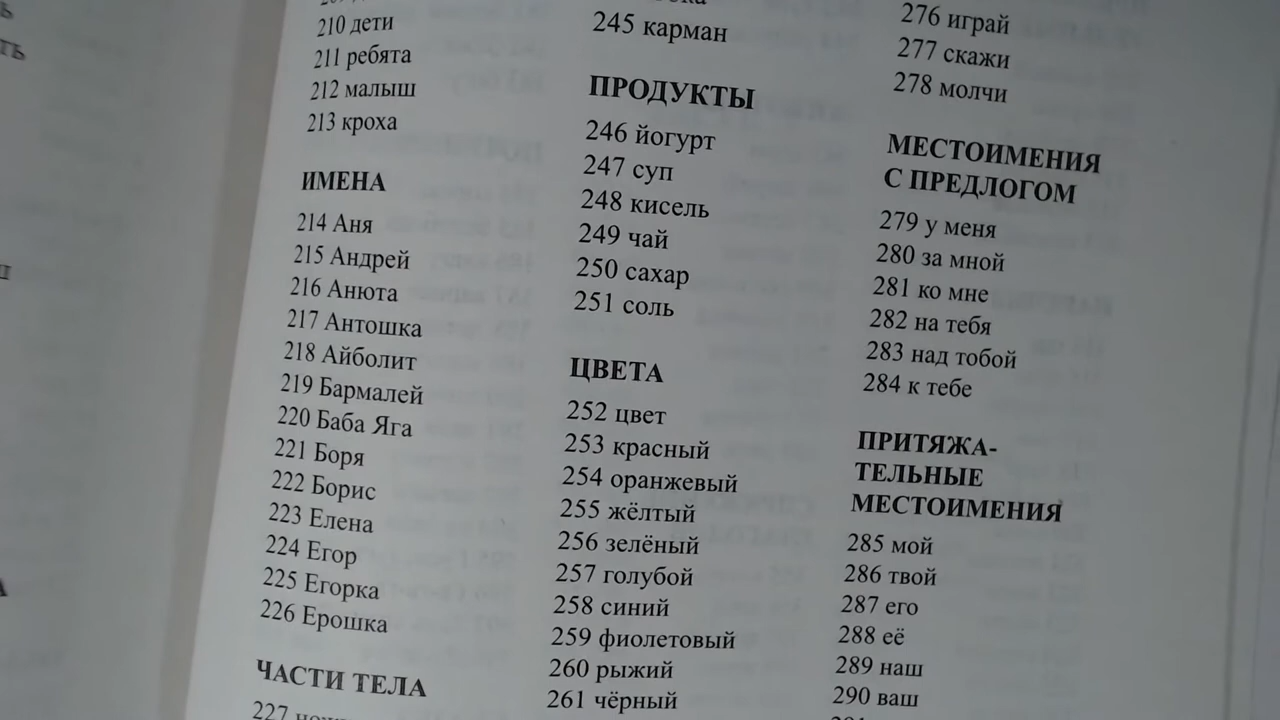 210 дети
211 ребята
212 малыш
213 кроха
ИМЕНА
214 Аня
215 Андрей
216 Анюта
217 Антошка
218 Айболит
219 Бармалей
220 Баба Яга
221 Боря
222 Борис
223 Елена
224 Егор
225 Егорка
226 Ерошка
ЧАСТИ ТЕЛА
227
245 карман
ПРОДУКТЫ
246 йогурт
247 суп
248 кисель
249 чай
250 сахар
251 соль
ЦВЕТА
252 цвет
253 красный
254 оранжевый
255 жёлтый
256 зелёный
257 голубой
258 синий
259 фиолетовый
260 рыжий
261 чёрный
276 играй
277 скажи
278 молчи
МЕСТОИМЕНИЯ
С ПРЕДЛОГОМ
279 у меня
280 за мной
281 ко мне
282 на тебя
283 над тобой
284 к тебе
ПРИТЯЖА-
ТЕЛЬНЫЕ
МЕСТОИМЕНИЯ
285 мой
286 твой
287 его
288 её
289 наш
290 ваш